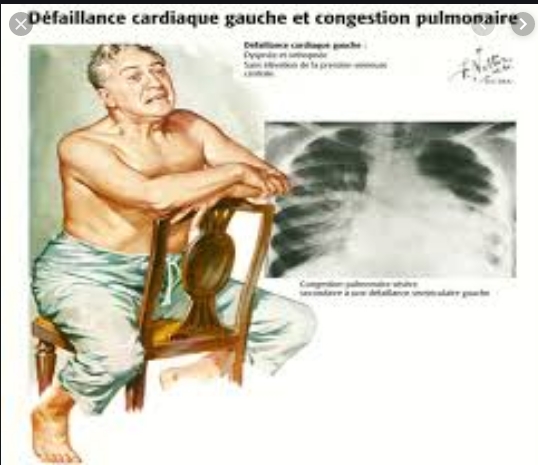 Défaillance cardiaque gauche et congestion pulmonaire
Défaillance cardiaque gauche :
Dyspnée et orthopnée
Sans élévation de la pression veineuse
centrale
Congestion pulmonaire sévère
secondaire à une défaillance ventriculaire gauche